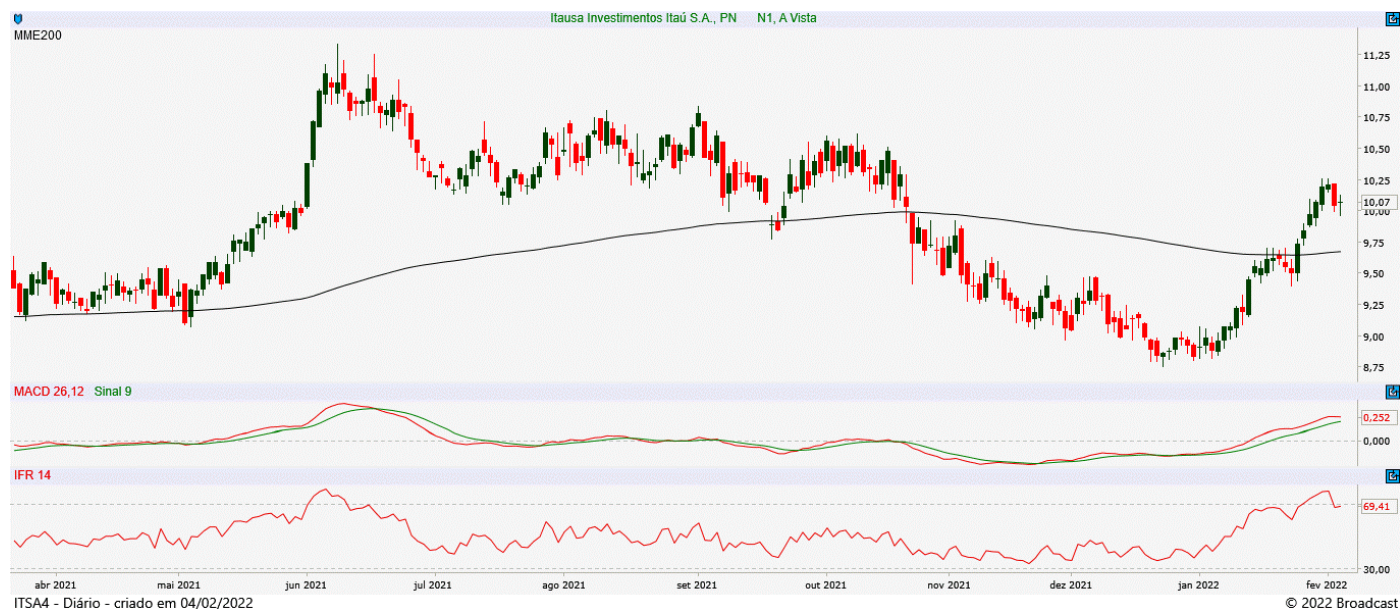 Itausa Investimentos Itaú S.A., PN N1, A Vista
MME200
11,25
11,00
10,75
10,50
10,25
10,07
10,00
9,75
9,50
9,25
9,00
8,75
MACD 26,12 Sinal 9
0,252
0,000
IFR 14
69,41
30,00
abr 2021 mai 2021 jun 2021 jul 2021 ago 2021 set 2021 out 2021 nov 2021 dez 2021 jan 2022 fev 2022
ITSA4 - Diário - criado em 04/02/2022 © 2022 Broadcast